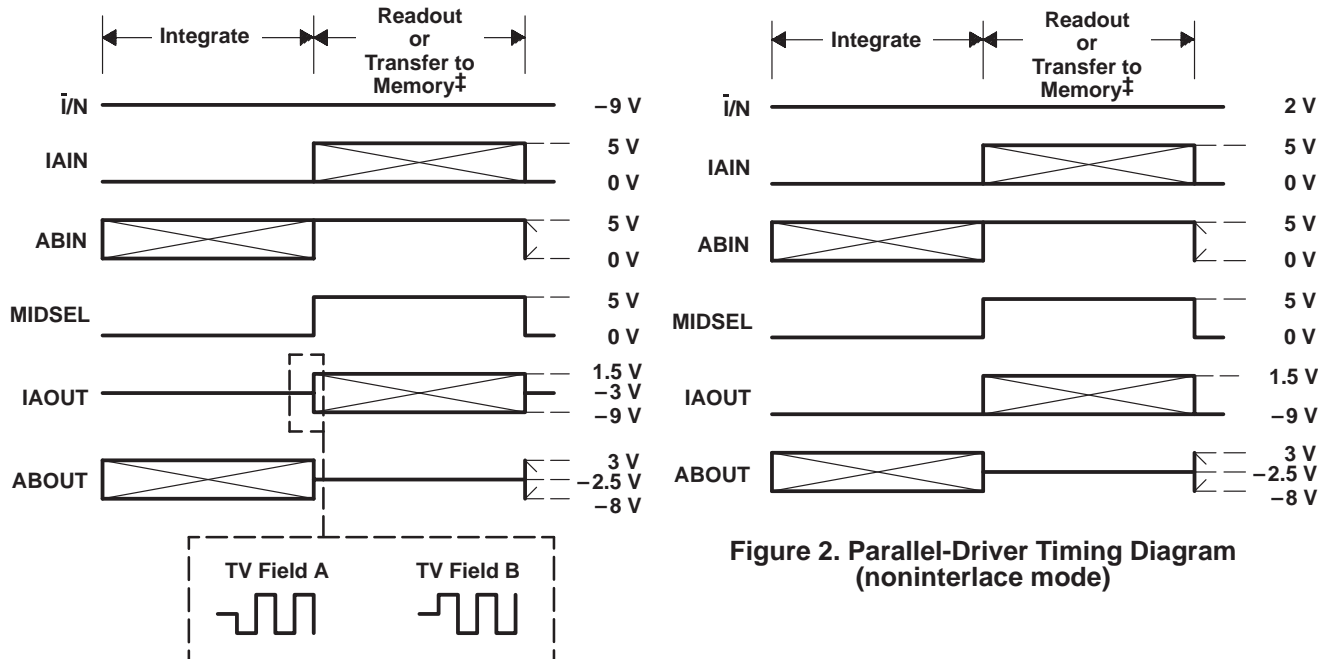 Integrate
Readout
or
Transfer to
Memory‡
Ī/N
–9 V
IAIN
5 V
0 V
ABIN
5 V
0 V
MIDSEL
5 V
0 V
IAOUT
1.5 V
–3 V
–9 V
ABOUT
3 V
–2.5 V
–8 V
TV Field A
TV Field B
Integrate
Readout
or
Transfer to
Memory‡
Ī/N
2 V
IAIN
5 V
0 V
ABIN
5 V
0 V
MIDSEL
5 V
0 V
IAOUT
1.5 V
–9 V
ABOUT
3 V
–2.5 V
–8 V
Figure 2. Parallel-Driver Timing Diagram
(noninterlace mode)